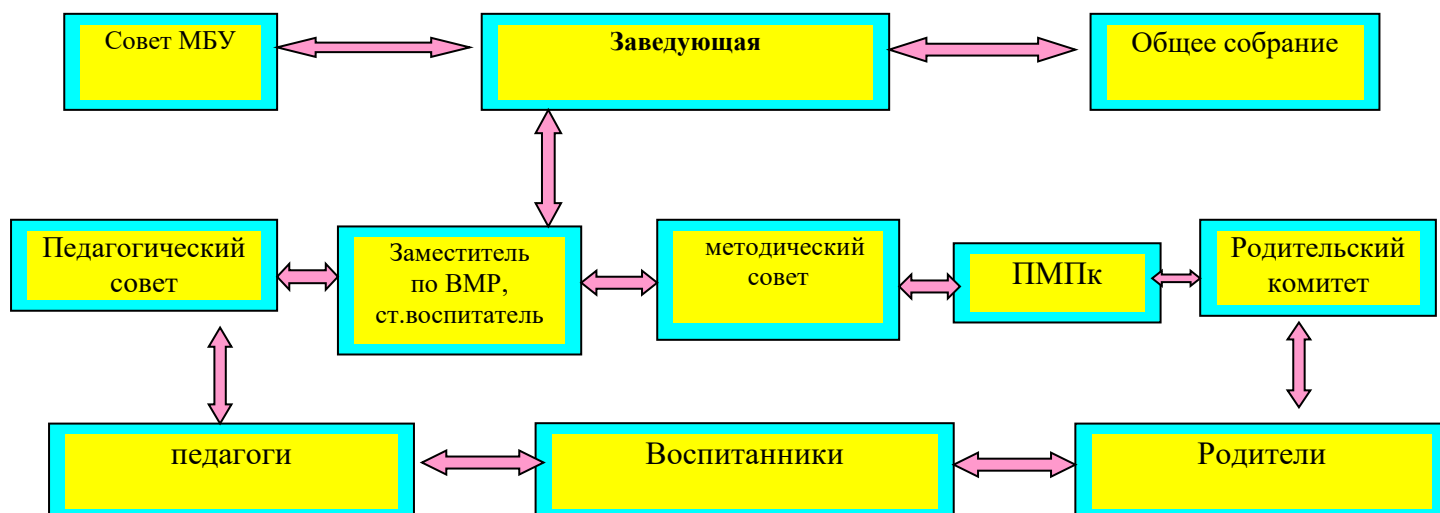 Совет МБУ
Заведующая
Общее собрание
Педагогический
совет
Заместитель
по ВМР,
ст.воспитатель
методический
совет
ПМПк
Родительский
комитет
педагоги
Воспитанники
Родители